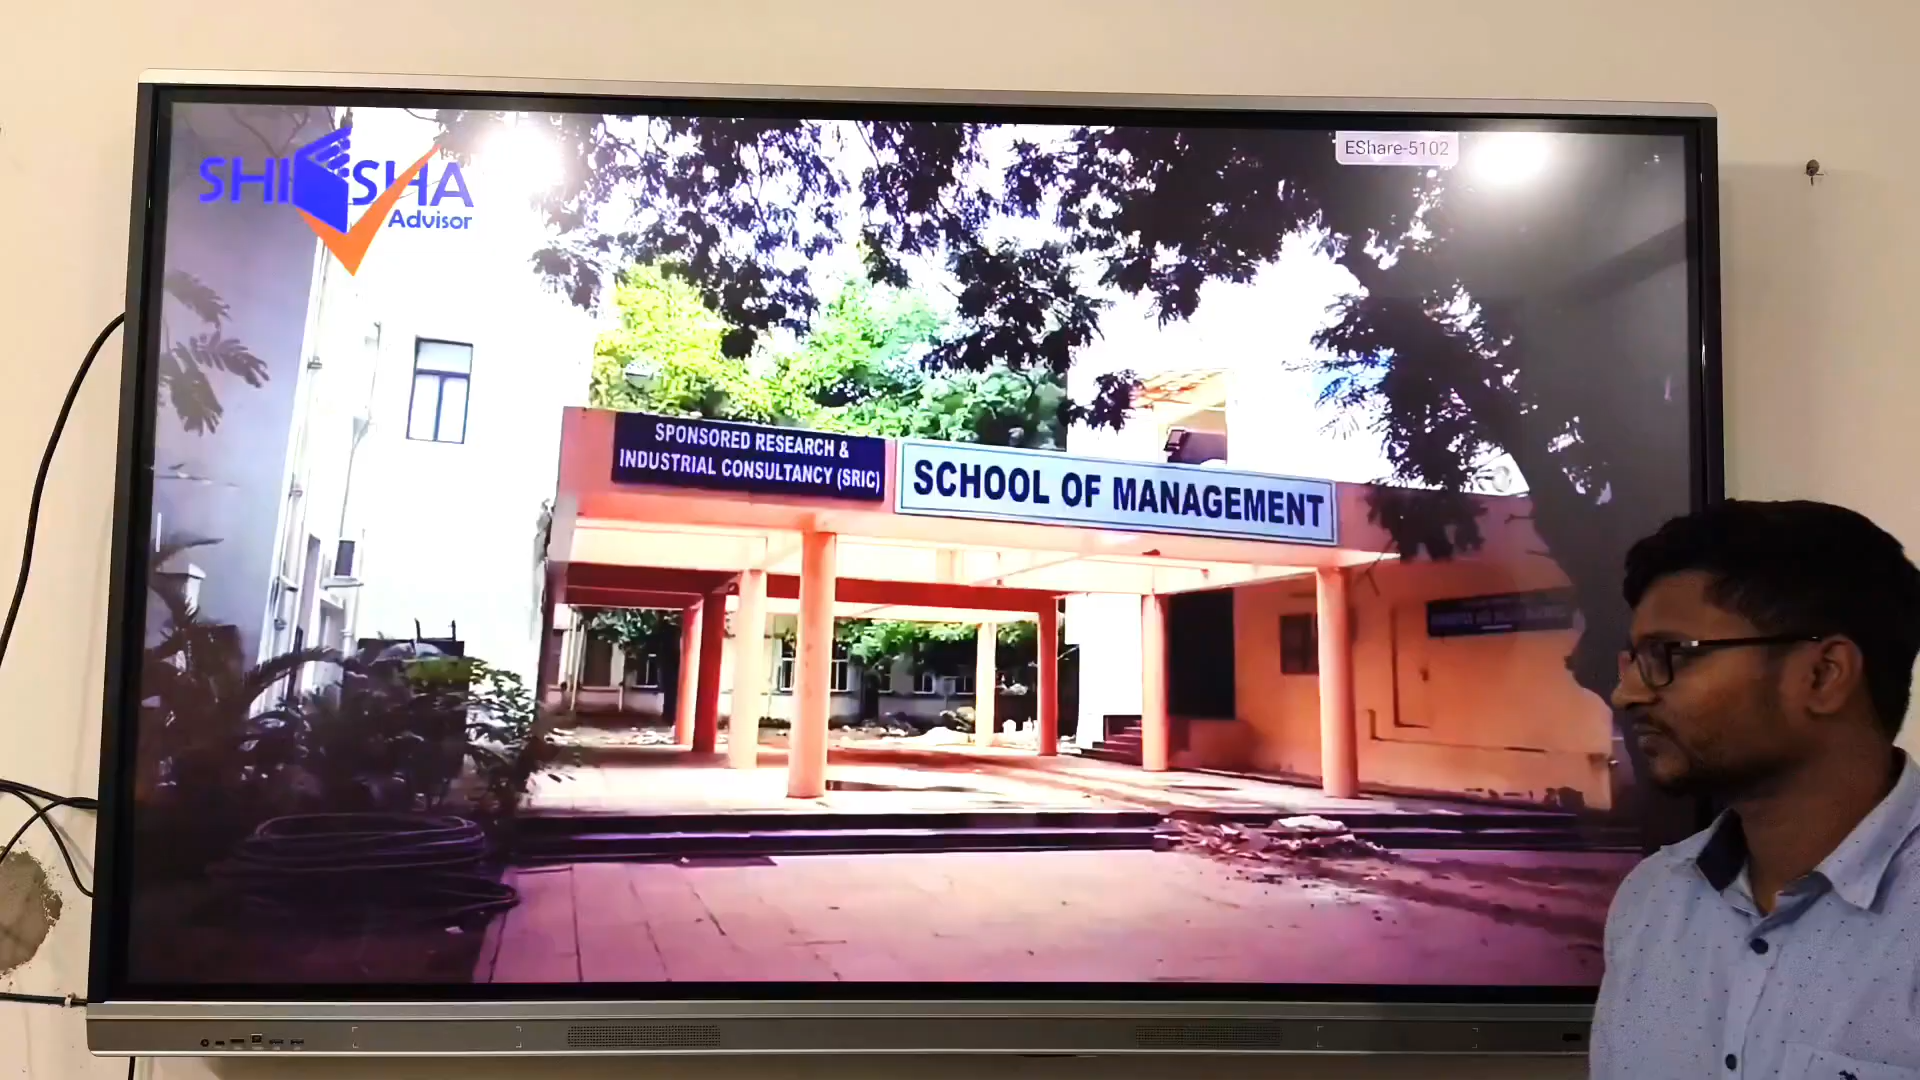 SHIKSHA
Advisor
EShare-5102
SPONSORED RESEARCH &
INDUSTRIAL CONSULTANCY (SRIC)
SCHOOL OF MANAGEMENT